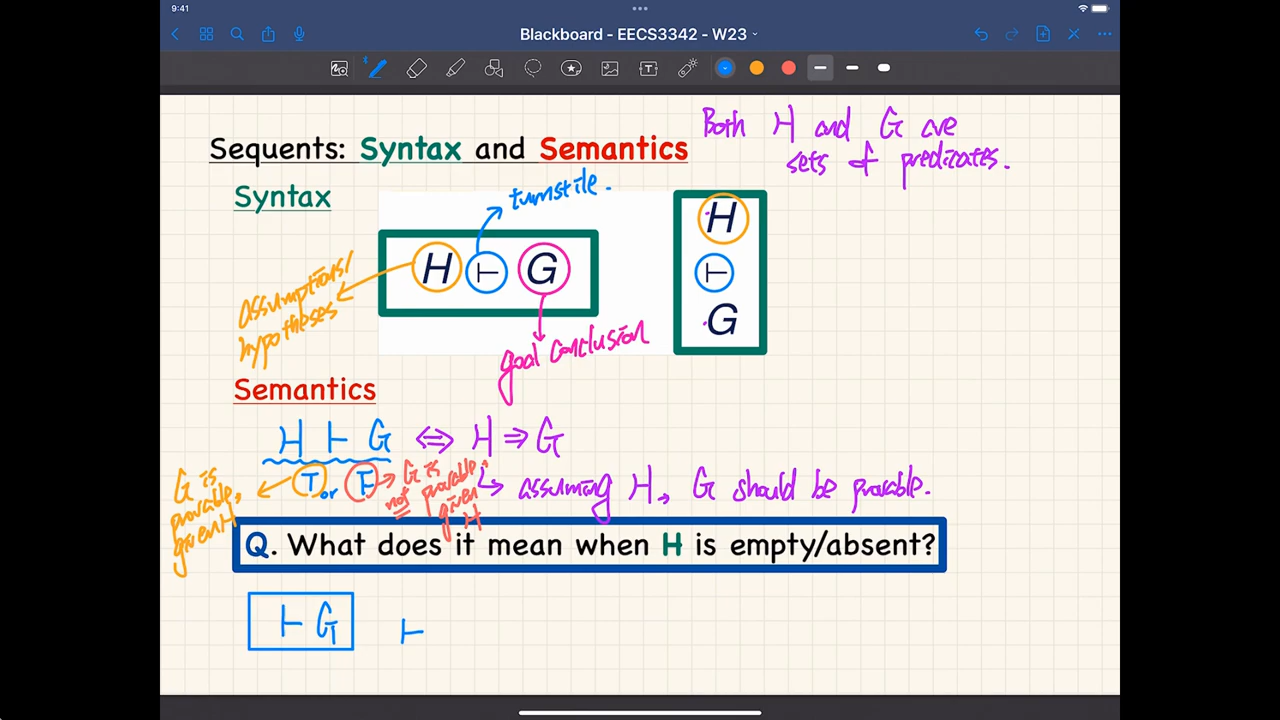 9:41
Blackboard - EECS3342 - W23
Both H and G are
sets of predicates.
Sequents: Syntax and Semantics
Syntax
turnstile.
H ⊢ G
H
⊢
G
assumptions/
hypotheses
goal conclusion
Semantics
H ⊢ G ⇔ H ⇒ G
T or F
G is
provable,
given H
G is
not provable,
given
H
assuming H, G should be provable.
Q. What does it mean when H is empty/absent?
⊢ G
⊢